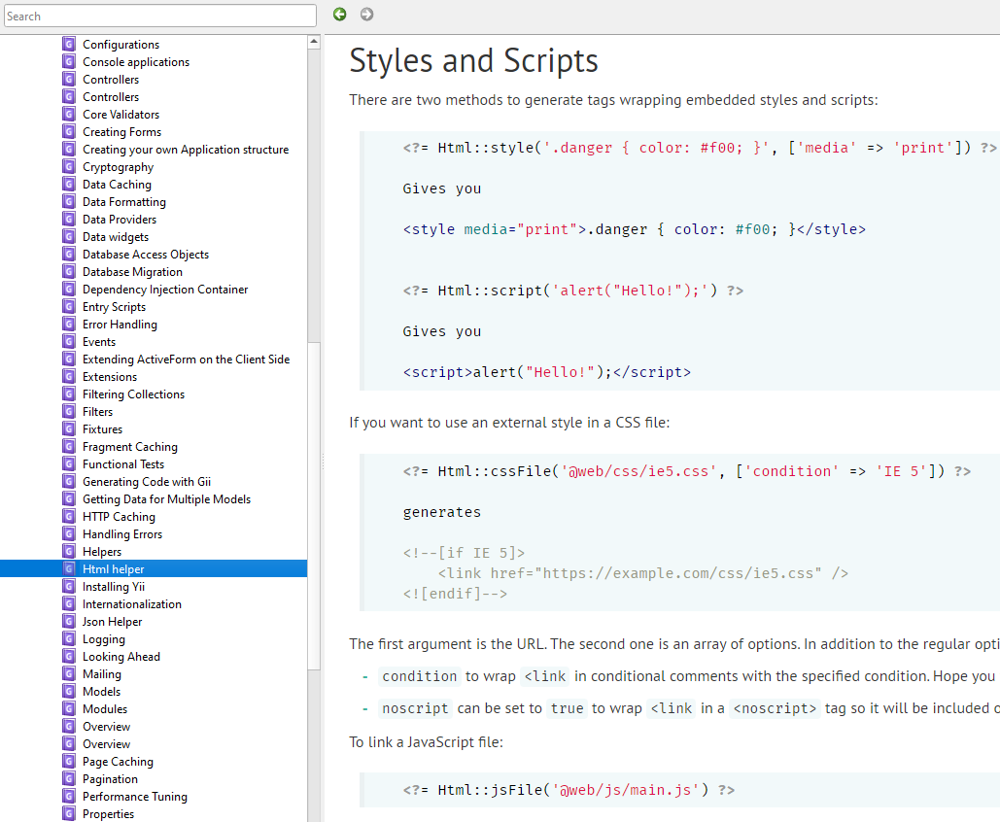 Search
Configurations
Console applications
Controllers
Controllers
Core Validators
Creating Forms
Creating your own Application structure
Cryptography
Data Caching
Data Formatting
Data Providers
Data widgets
Database Access Objects
Database Migration
Dependency Injection Container
Entry Scripts
Error Handling
Events
Extending ActiveForm on the Client Side
Extensions
Filtering Collections
Filters
Fixtures
Fragment Caching
Functional Tests
Generating Code with Gii
Getting Data for Multiple Models
HTTP Caching
Handling Errors
Helpers
Html helper
Installing Yii
Internationalization
Json Helper
Logging
Looking Ahead
Mailing
Models
Modules
Overview
Overview
Page Caching
Pagination
Performance Tuning
Properties
Styles and Scripts
There are two methods to generate tags wrapping embedded styles and scripts:
<?= Html::style('.danger { color: #f00; }', ['media' => 'print']) ?>
Gives you
<style media="print">.danger { color: #f00; }</style>
<?= Html::script('alert("Hello!");') ?>
Gives you
<script>alert("Hello!");</script>
If you want to use an external style in a CSS file:
<?= Html::cssFile('@web/css/ie5.css', ['condition' => 'IE 5']) ?>
generates
<!--[if IE 5]>
<link href="https://example.com/css/ie5.css" />
<![endif]-->
The first argument is the URL. The second one is an array of options. In addition to the regular opti
- condition to wrap <link in conditional comments with the specified condition. Hope you
- noscript can be set to true to wrap <link in a <noscript> tag so it will be included o
To link a JavaScript file:
<?= Html::jsFile('@web/js/main.js') ?>